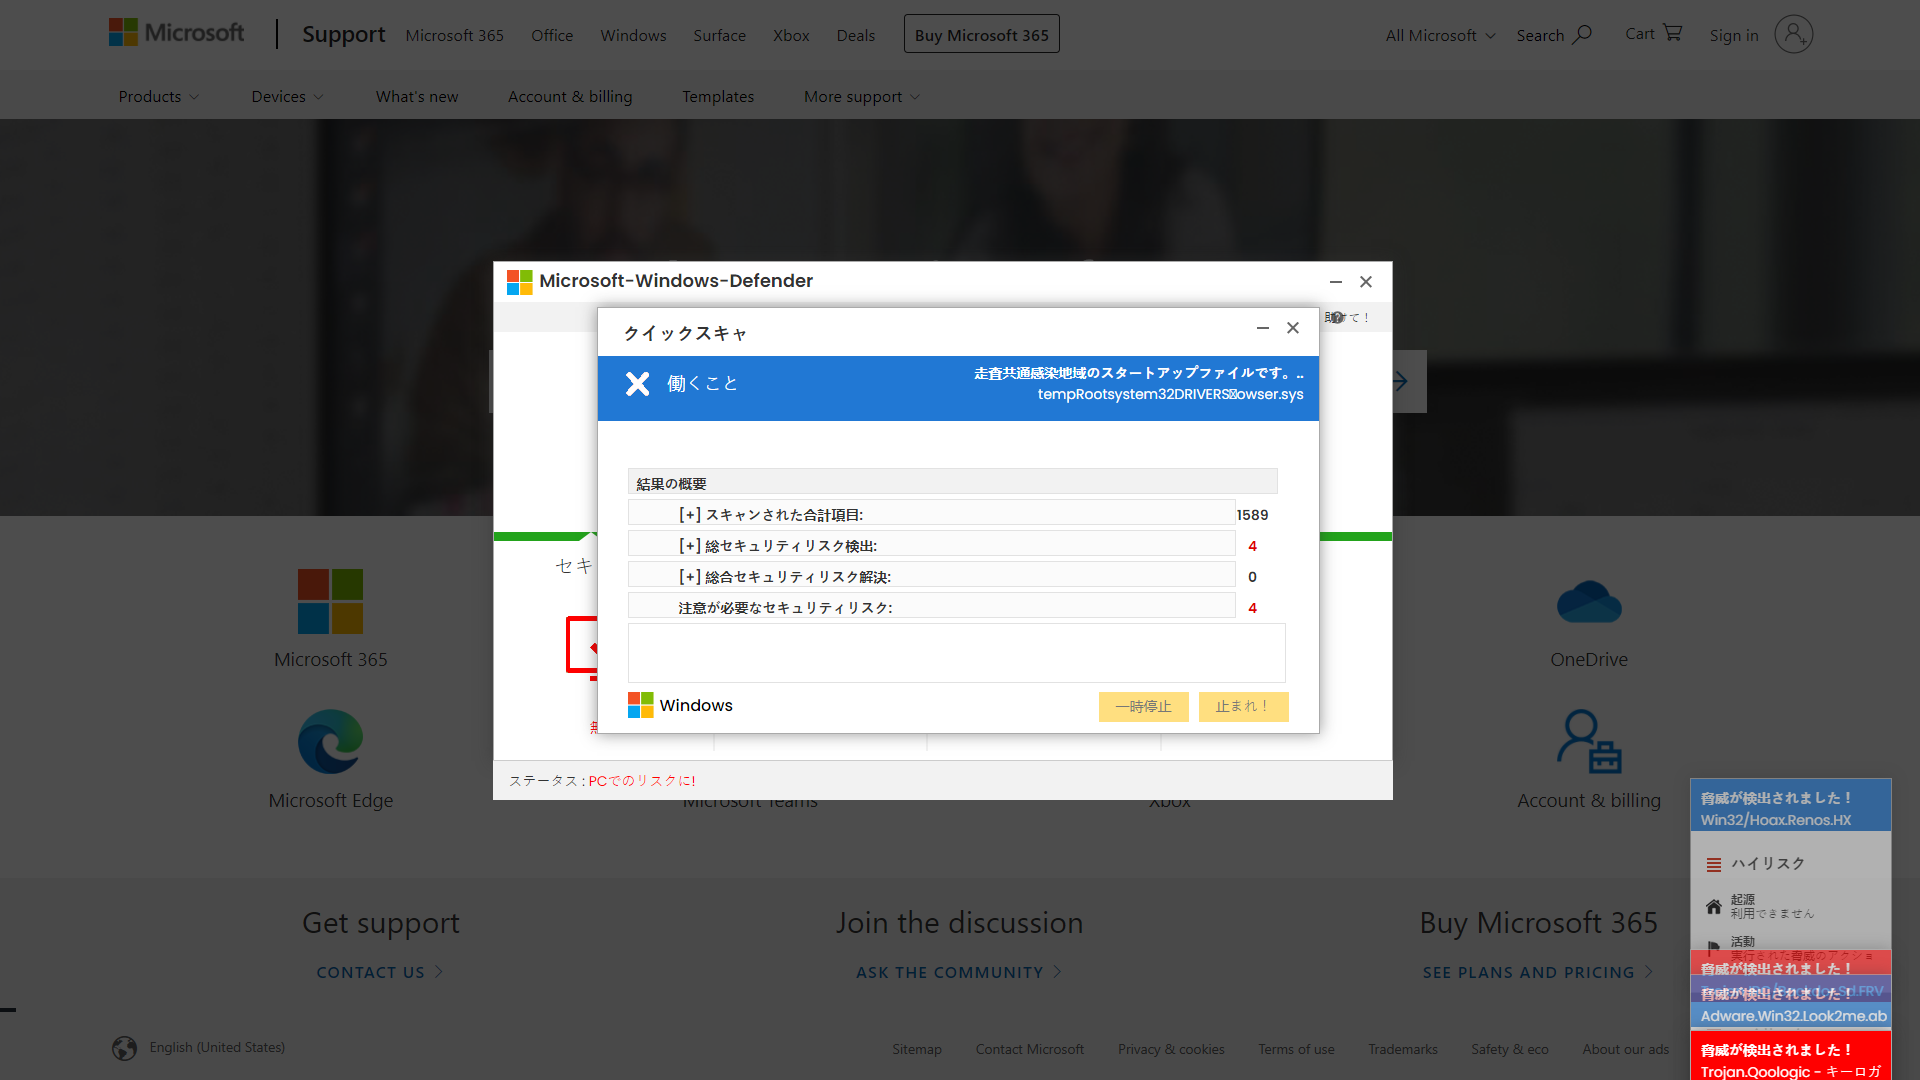 Microsoft
Support
Microsoft 365
Office
Windows
Surface
Xbox
Deals
Buy Microsoft 365
All Microsoft
Search
Cart
Sign in
Products
Devices
What's new
Account & billing
Templates
More support
Microsoft-Windows-Defender
クイックスキャ
働くこと
走査共通感染地域のスタートアップファイルです。..
tempRootsystem32DRIVERS owser.sys
結果の概要
[+] スキャンされた合計項目: 1589
[+] 総セキュリティリスク検出: 4
[+] 総合セキュリティリスク解決: 0
注意が必要なセキュリティリスク: 4
Windows
一時停止
止まれ！
セキ
ステータス : PCでのリスクに!
Microsoft 365
OneDrive
Microsoft Edge
Microsoft Teams
Xbox
Account & billing
Get support
CONTACT US
Join the discussion
ASK THE COMMUNITY
Buy Microsoft 365
SEE PLANS AND PRICING
English (United States)
Sitemap
Contact Microsoft
Privacy & cookies
Terms of use
Trademarks
Safety & eco
About our ads
脅威が検出されました！
Win32/Hoax.Renos.HX
ハイリスク
起源
利用できません
活動
実行された脅威のアクショ
脅威が検出されました！
脅威が検出されました！
Adware.Win32.Look2me.ab
脅威が検出されました！
Trojan.Qoologic - キーロガ